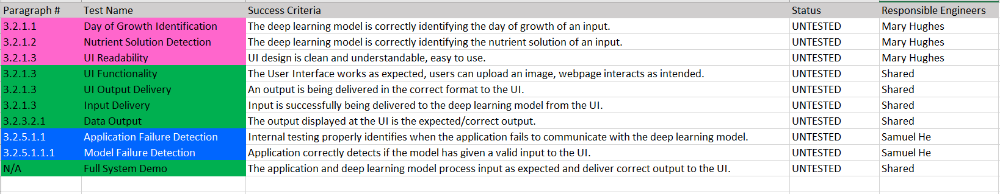 Paragraph # Test Name Success Criteria Status Responsible Engineers
3.2.1.1 Day of Growth Identification The deep learning model is correctly identifying the day of growth of an input. UNTESTED Mary Hughes
3.2.1.2 Nutrient Solution Detection The deep learning model is correctly identifying the nutrient solution of an input. UNTESTED Mary Hughes
3.2.1.3 UI Readability UI design is clean and understandable, easy to use. UNTESTED Mary Hughes
3.2.1.3 UI Functionality The User Interface works as expected, users can upload an image, webpage interacts as intended. UNTESTED Shared
3.2.1.3 UI Output Delivery An output is being delivered in the correct format to the UI. UNTESTED Shared
3.2.1.3 Input Delivery Input is successfully being delivered to the deep learning model from the UI. UNTESTED Shared
3.2.3.2.1 Data Output The output displayed at the UI is the expected/correct output. UNTESTED Shared
3.2.5.1.1 Application Failure Detection Internal testing properly identifies when the application fails to communicate with the deep learning model. UNTESTED Samuel He
3.2.5.1.1.1 Model Failure Detection Application correctly detects if the model has given a valid input to the UI. UNTESTED Samuel He
N/A Full System Demo The application and deep learning model process input as expected and deliver correct output to the UI. UNTESTED Shared